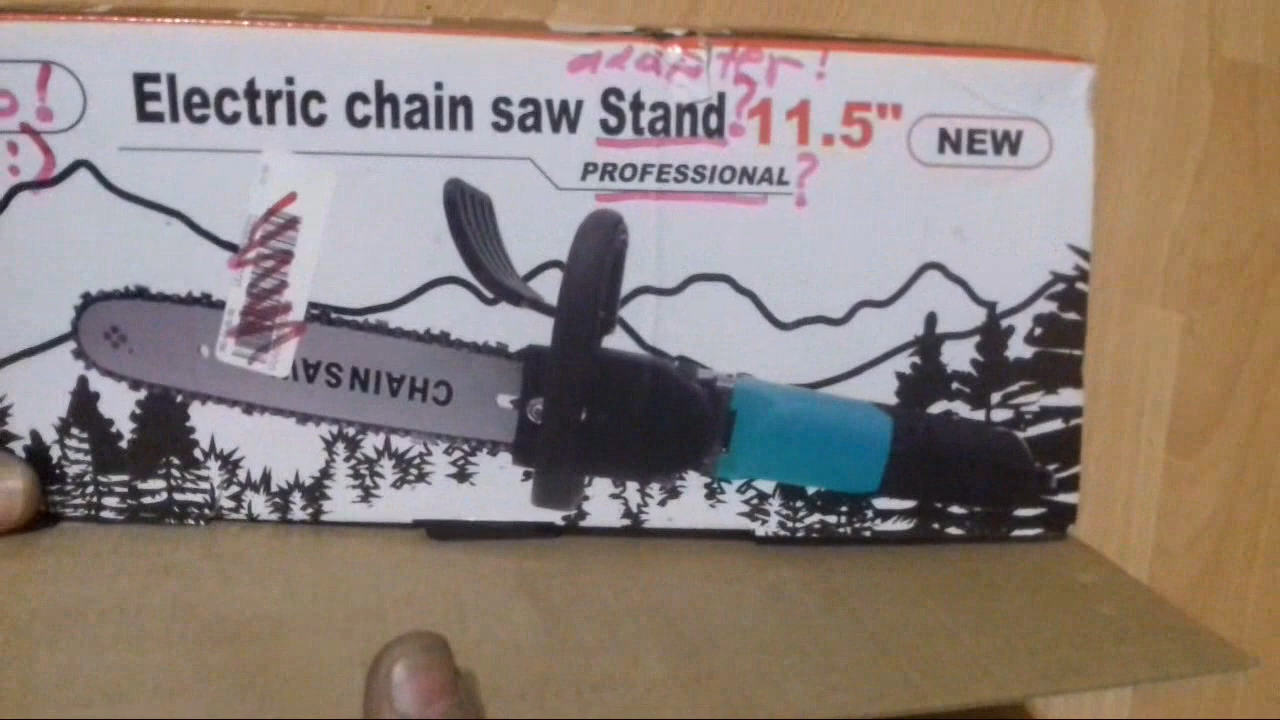 adapter!
o!
Electric chain saw Stand ? 11.5" NEW
:)
PROFESSIONAL ?
CHAINSAW